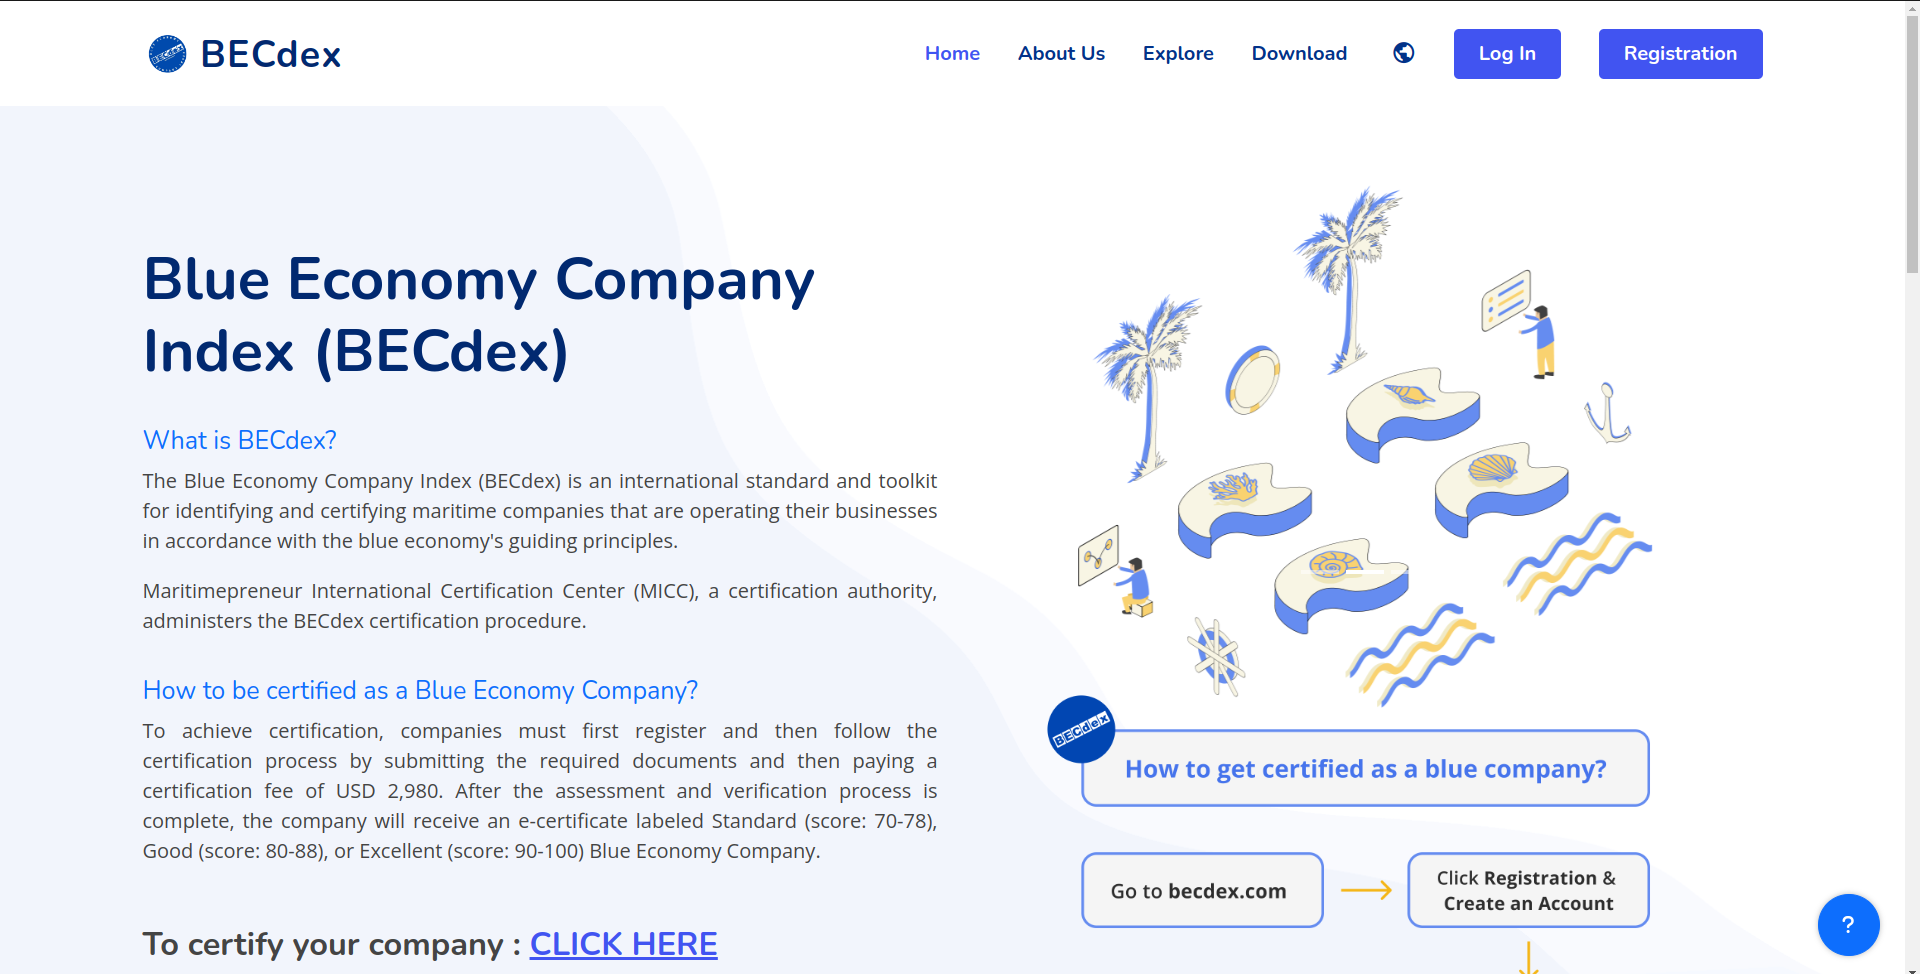 BECdex
BECdex
Home
About Us
Explore
Download
Log In
Registration
Blue Economy Company
Index (BECdex)
What is BECdex?
The Blue Economy Company Index (BECdex) is an international standard and toolkit
for identifying and certifying maritime companies that are operating their businesses
in accordance with the blue economy's guiding principles.
Maritimepreneur International Certification Center (MICC), a certification authority,
administers the BECdex certification procedure.
How to be certified as a Blue Economy Company?
To achieve certification, companies must first register and then follow the
certification process by submitting the required documents and then paying a
certification fee of USD 2,980. After the assessment and verification process is
complete, the company will receive an e-certificate labeled Standard (score: 70-78),
Good (score: 80-88), or Excellent (score: 90-100) Blue Economy Company.
To certify your company : CLICK HERE
BECdex
How to get certified as a blue company?
Go to becdex.com
Click Registration &
Create an Account
?